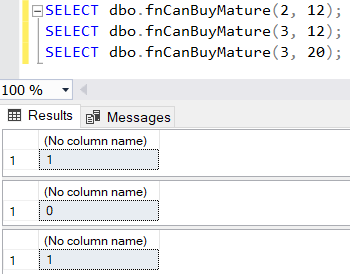 SELECT dbo.fnCanBuyMature(2, 12);
SELECT dbo.fnCanBuyMature(3, 12);
SELECT dbo.fnCanBuyMature(3, 20);
100 %
Results Messages
(No column name)
1 1
(No column name)
1 0
(No column name)
1 1